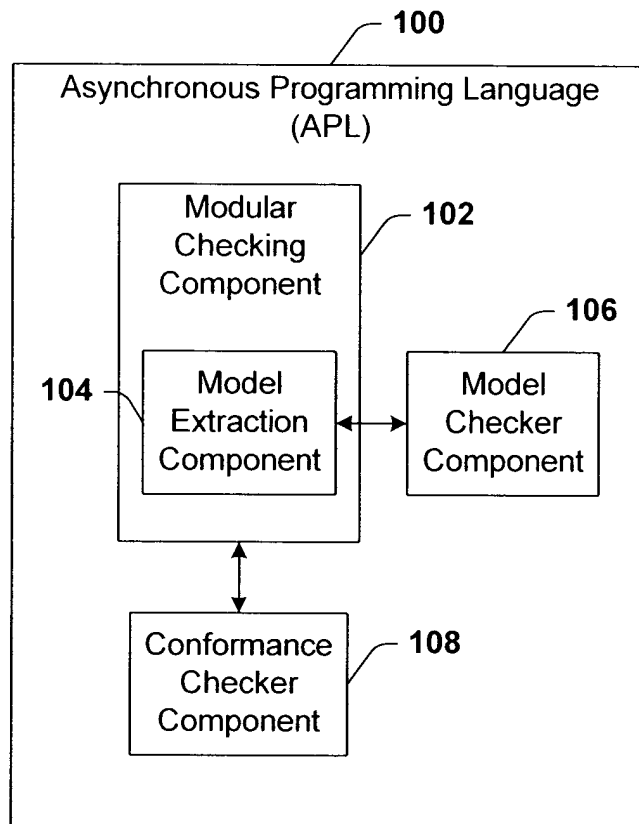 100
Asynchronous Programming Language
(APL)
Modular
Checking
Component
102
104
Model
Extraction
Component
106
Model
Checker
Component
Conformance
Checker
Component
108